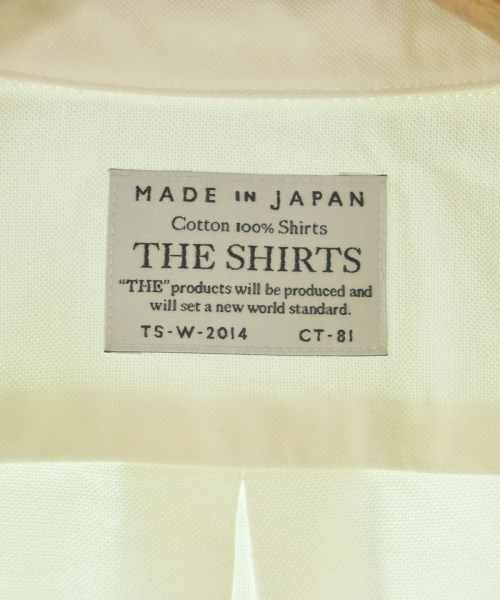 MADE IN JAPAN
Cotton 100% Shirts
THE SHIRTS
“THE” products will be produced and
will set a new world standard.
TS-W-2014 CT-81